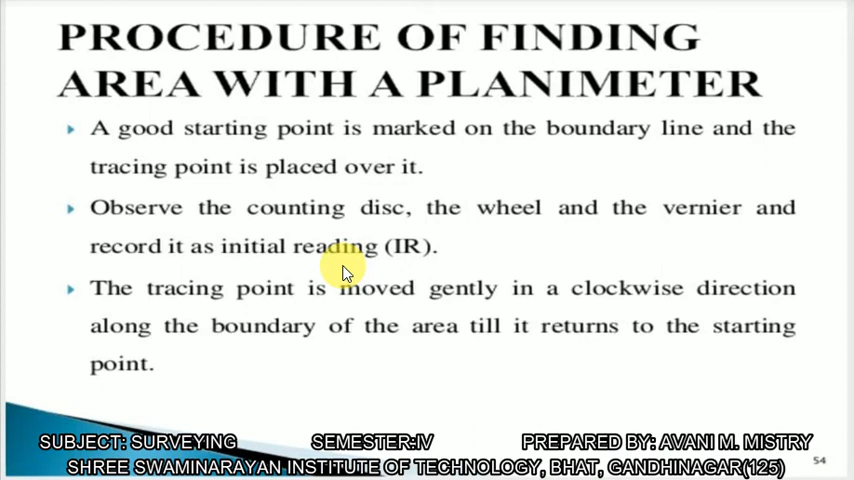 PROCEDURE OF FINDING
AREA WITH A PLANIMETER
A good starting point is marked on the boundary line and the
tracing point is placed over it.
Observe the counting disc, the wheel and the vernier and
record it as initial reading (IR).
The tracing point is moved gently in a clockwise direction
along the boundary of the area till it returns to the starting
point.
SUBJECT: SURVEYING SEMESTER-IV PREPARED BY: AVANI M. MISTRY
SHREE SWAMINARAYAN INSTITUTE OF TECHNOLOGY, BHAT, GANDHINAGAR(125)
54